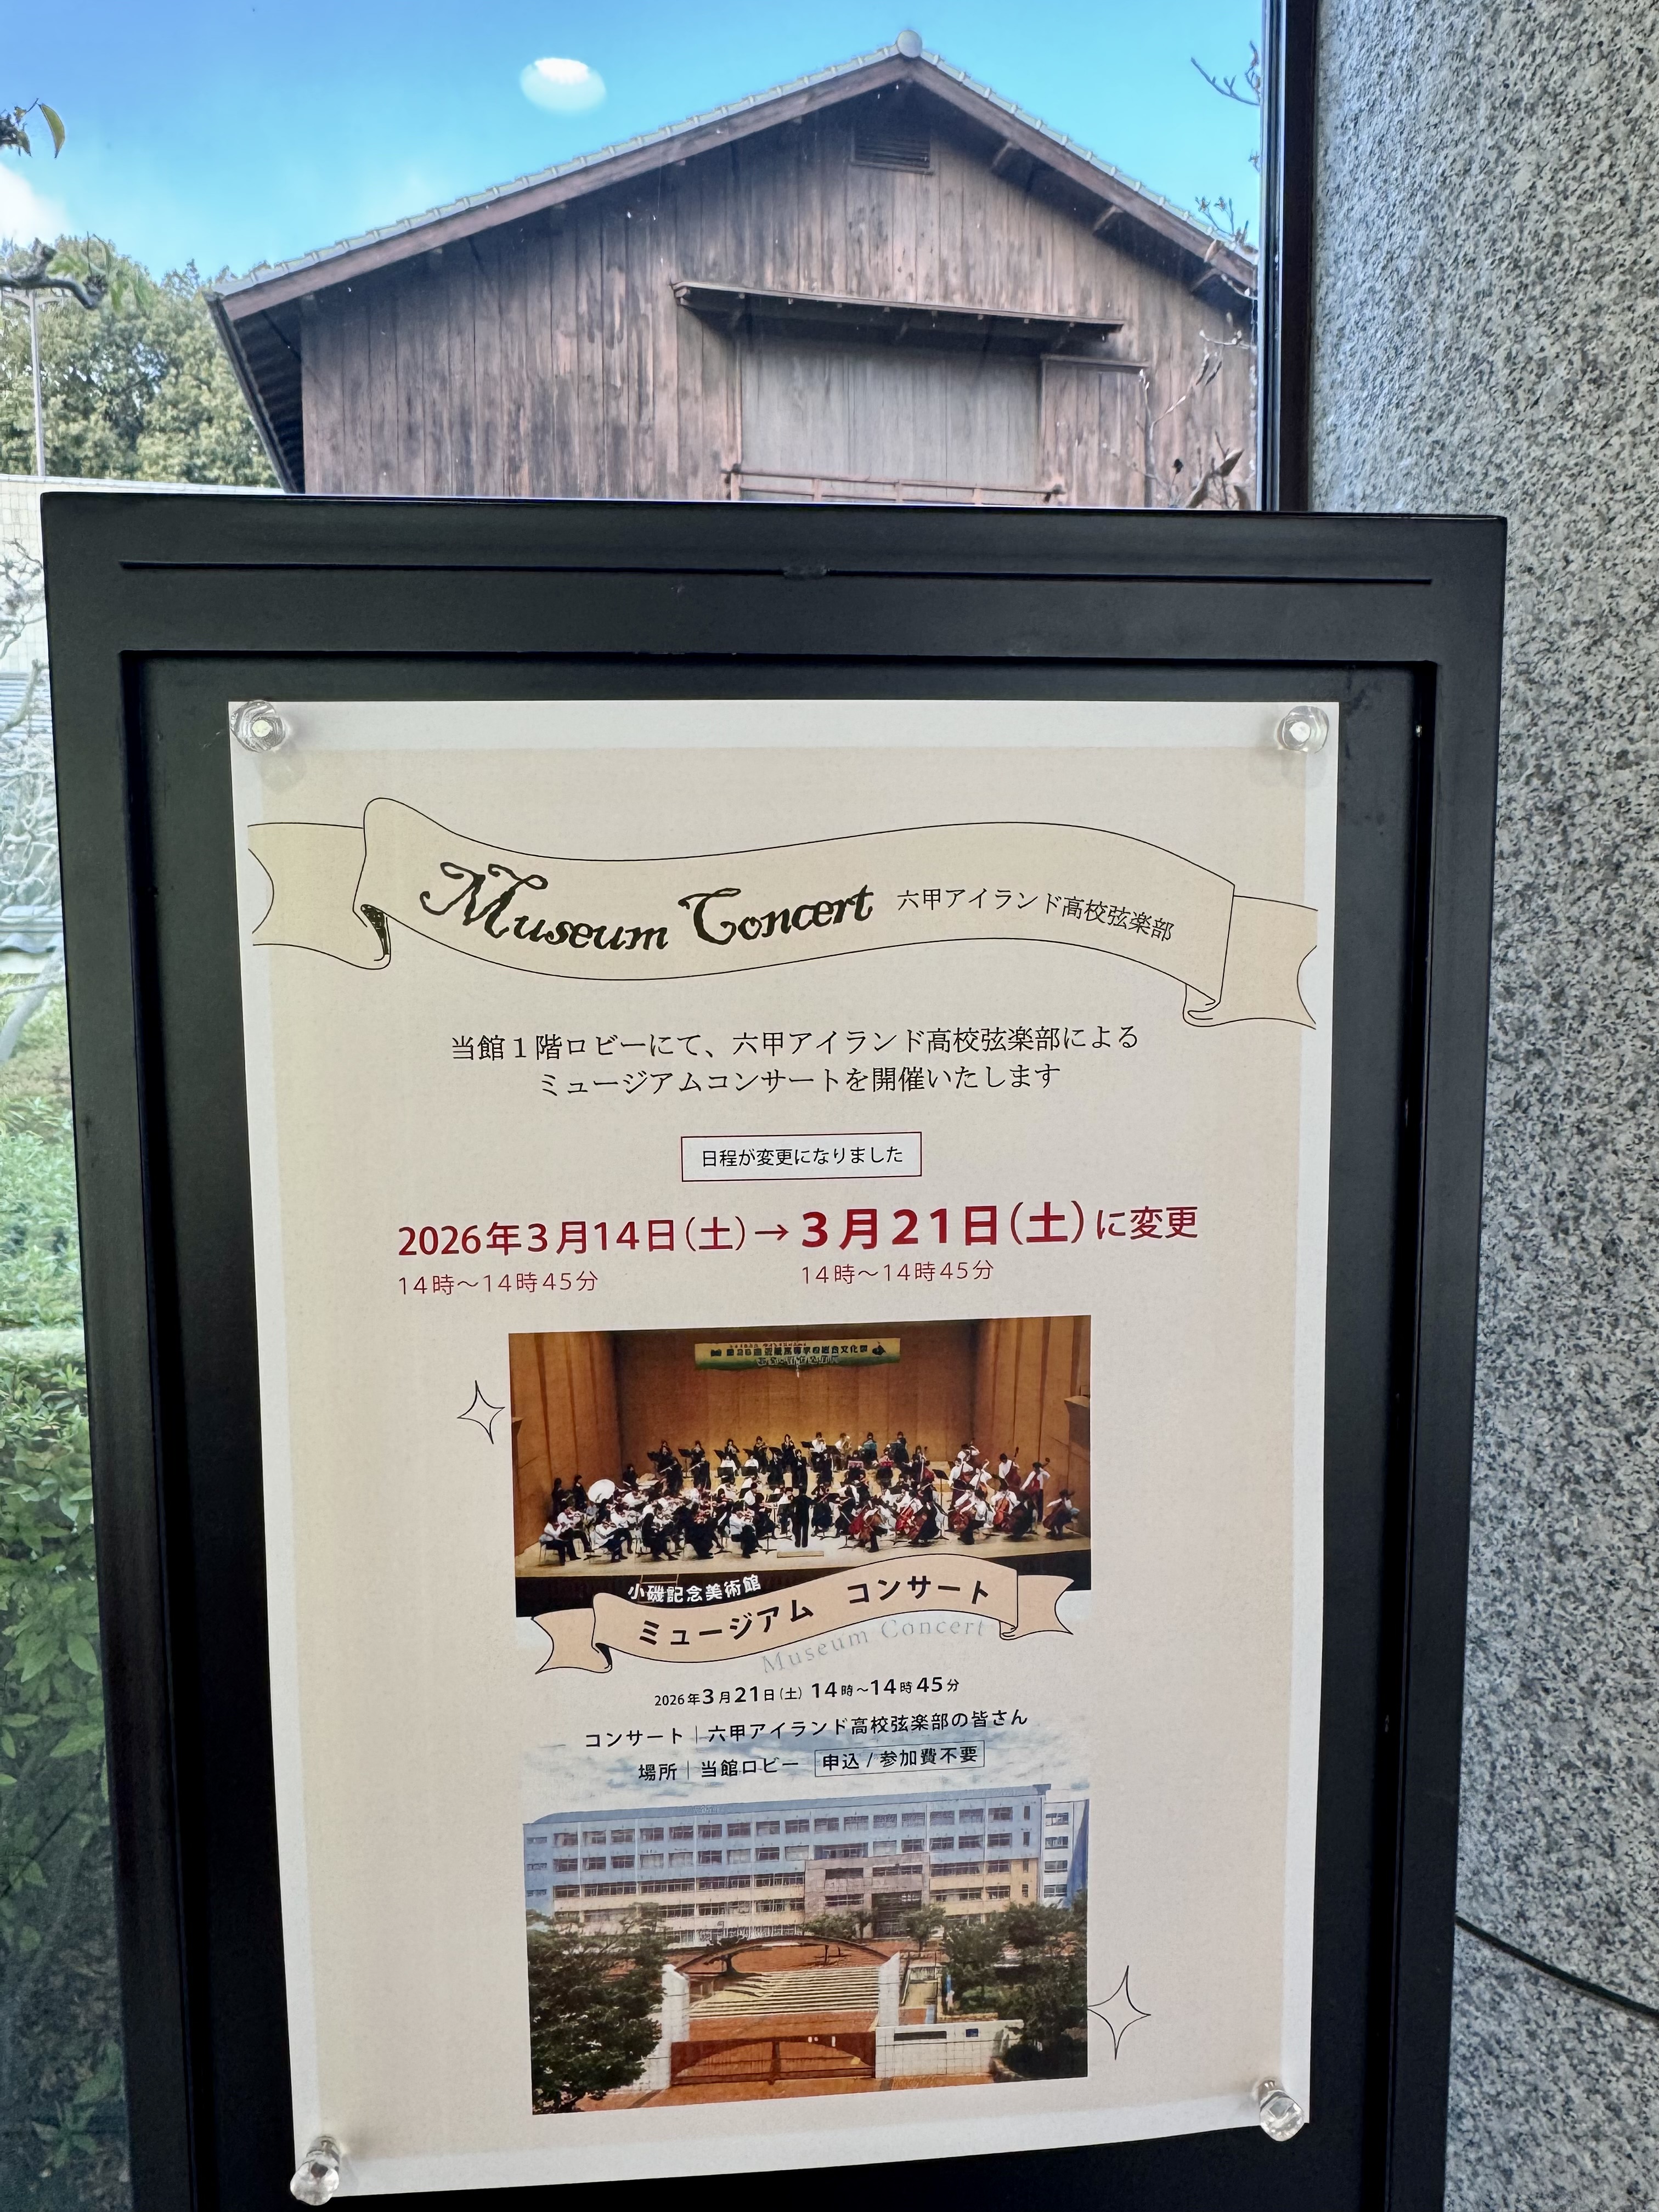 Museum Concert 六甲アイランド高校弦楽部
当館1階ロビーにて、六甲アイランド高校弦楽部による
ミュージアムコンサートを開催いたします
日程が変更になりました
2026年3月14日(土)→3月21日(土)に変更
14時〜14時45分 14時〜14時45分
小磯記念美術館
ミュージアム コンサート
Museum Concert
2026年3月21日(土) 14時〜14時45分
コンサート|六甲アイランド高校弦楽部の皆さん
場所|当館ロビー 申込/参加費不要